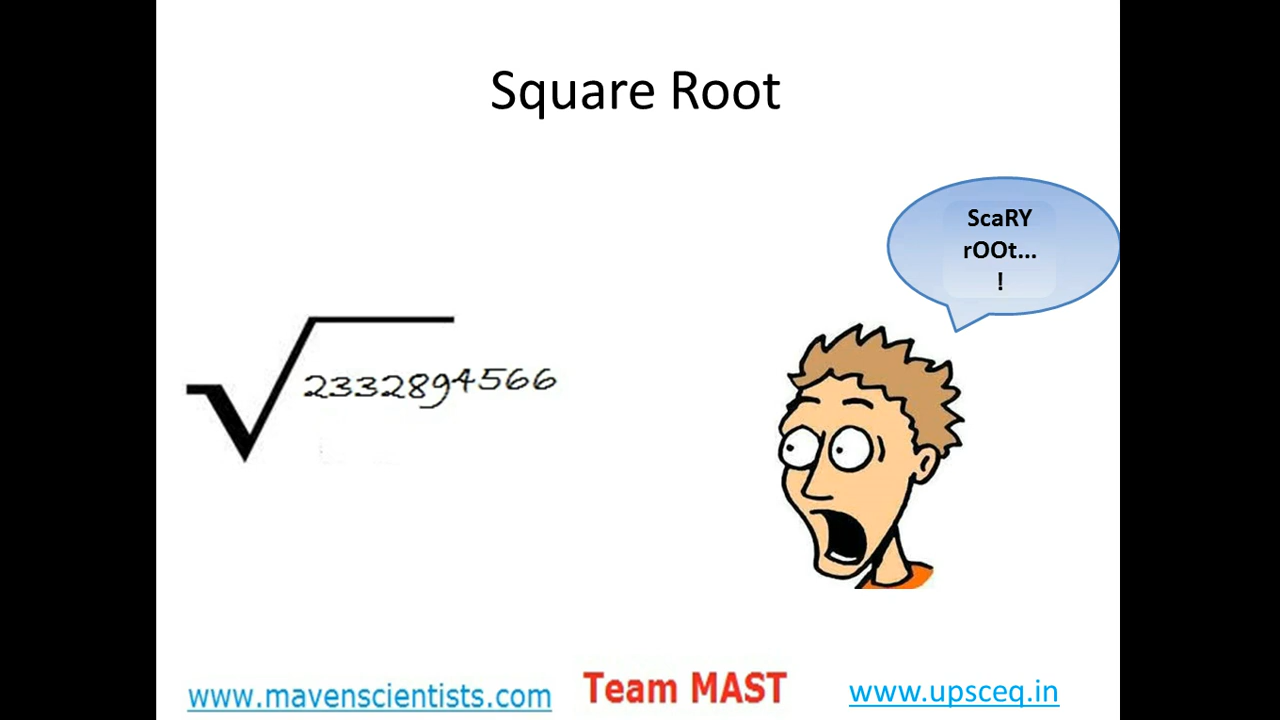 Square Root
ScaRY
rOOt...
!
√2332894566
www.mavenscientists.com
Team MAST
www.upsceq.in